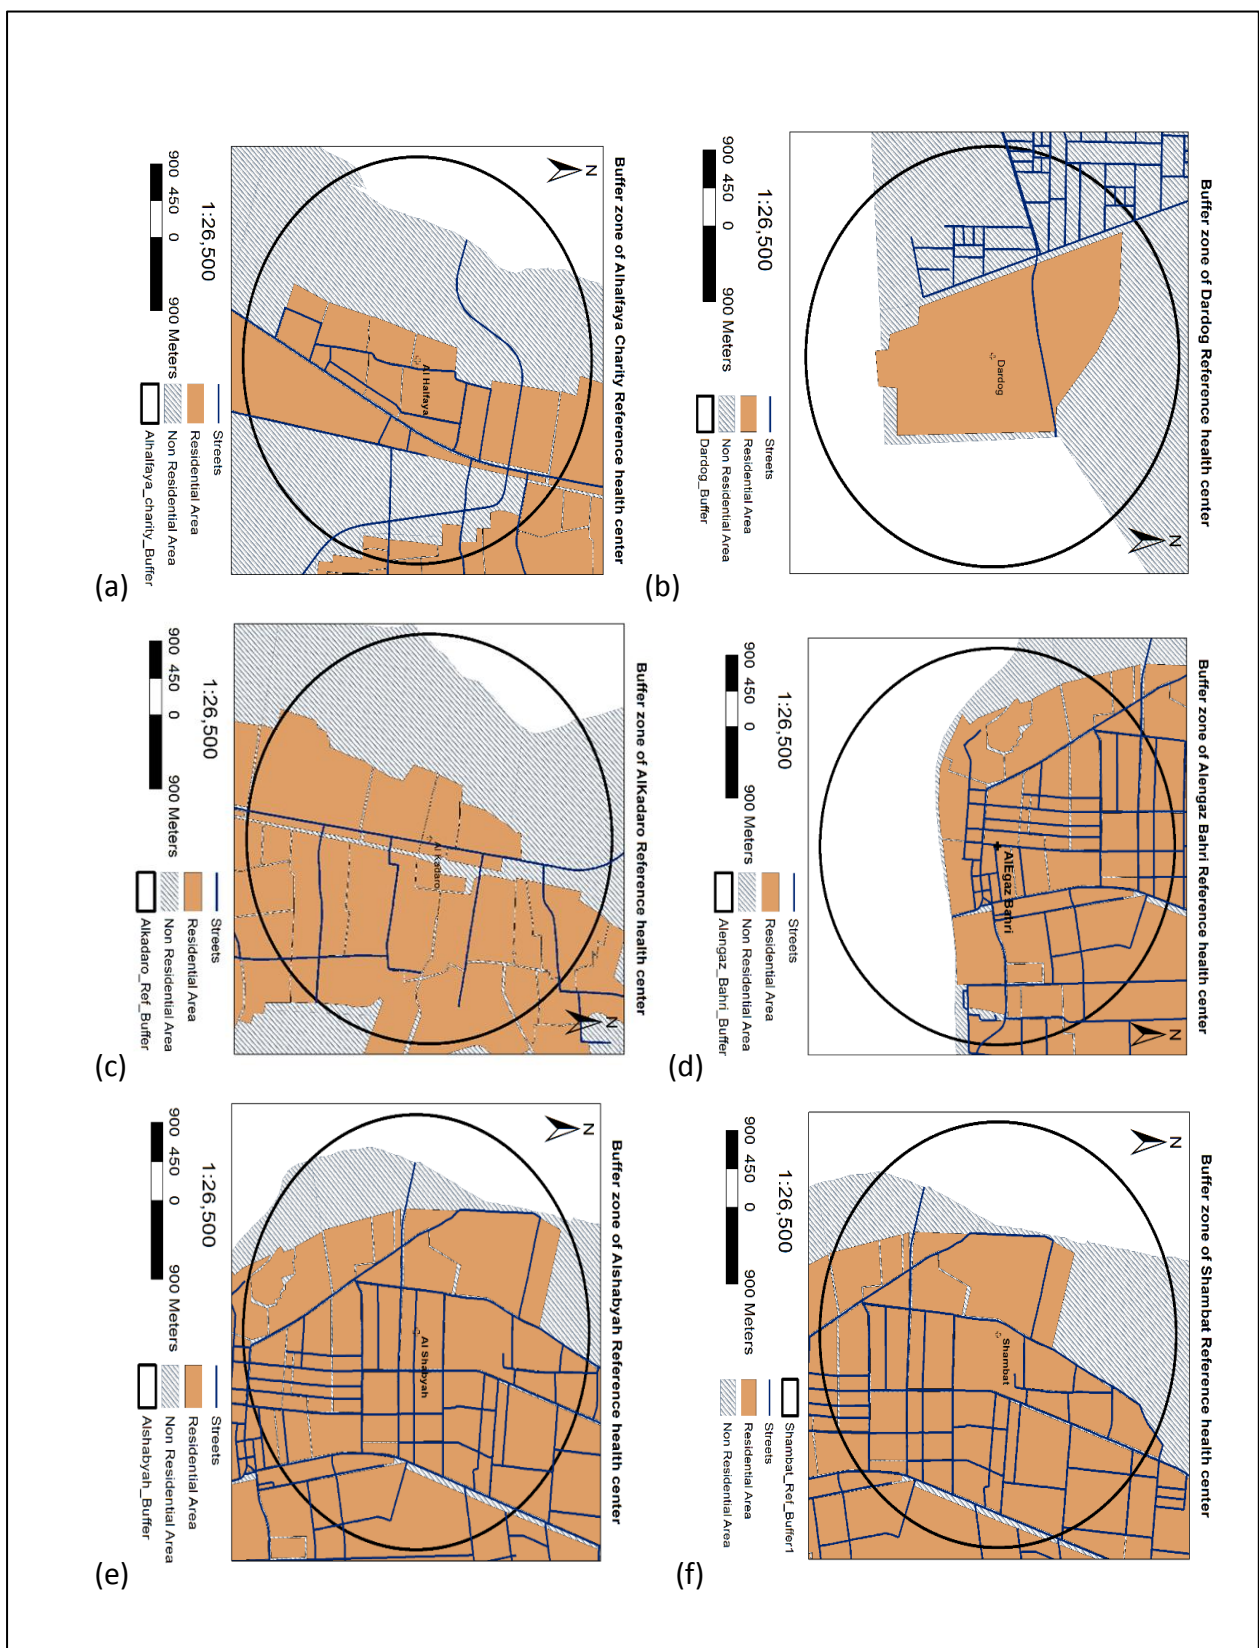 Buffer zone of Alhalfaya Charity Reference health center
N
Al Halfaya
1:26,500
900 450 0 900 Meters
Streets
Residential Area
Non Residential Area
Alhalfaya_charity_Buffer
(a)
Buffer zone of Dardog Reference health center
N
Dardog
1:26,500
900 450 0 900 Meters
Streets
Residential Area
Non Residential Area
Dardog_Buffer
(b)
Buffer zone of AlKadaro Reference health center
N
Al Kadaro
1:26,500
900 450 0 900 Meters
Streets
Residential Area
Non Residential Area
Alkadaro_Ref_Buffer
(c)
Buffer zone of Alengaz Bahri Reference health center
N
AlEgaz Bahri
1:26,500
900 450 0 900 Meters
Streets
Residential Area
Non Residential Area
Alengaz_Bahri_Buffer
(d)
Buffer zone of Alshabyah Reference health center
N
Al Shabyah
1:26,500
900 450 0 900 Meters
Streets
Residential Area
Non Residential Area
Alshabyah_Buffer
(e)
Buffer zone of Shambat Reference health center
N
Shambat
1:26,500
900 450 0 900 Meters
Shambat_Ref_Buffer1
Streets
Residential Area
Non Residential Area
(f)